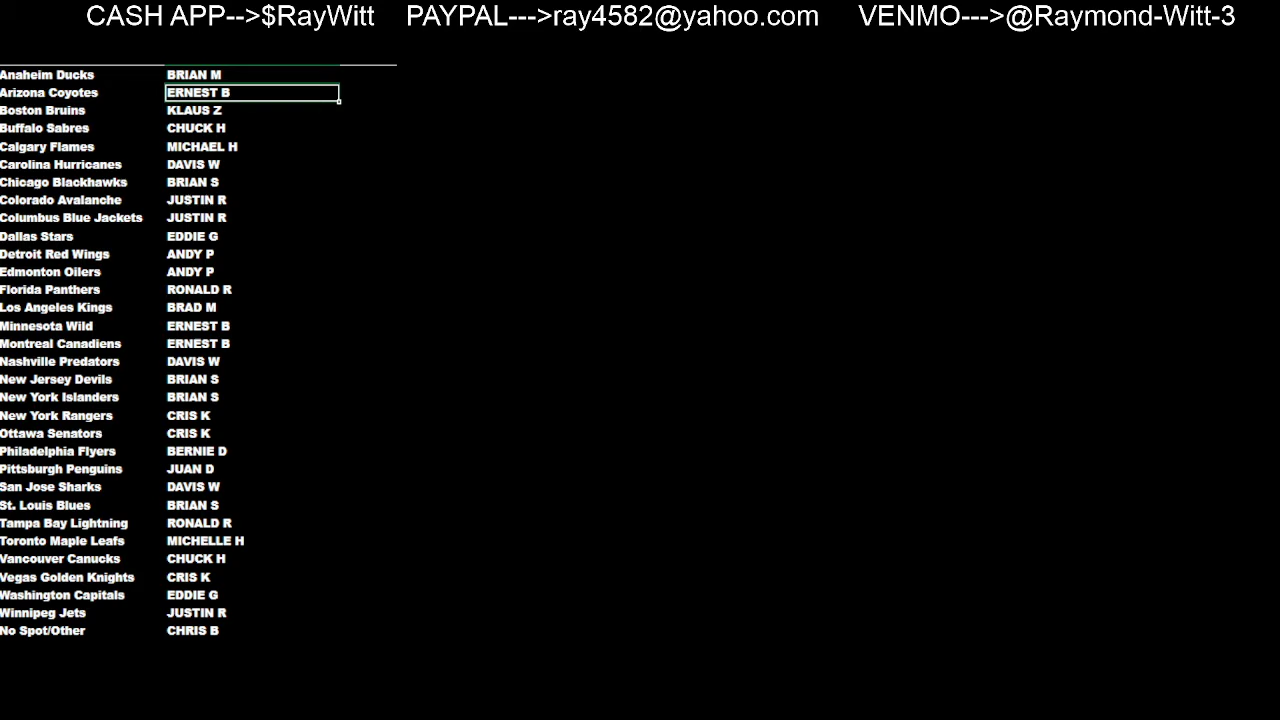 CASH APP-->$RayWitt PAYPAL--->ray4582@yahoo.com VENMO--->@Raymond-Witt-3
Anaheim Ducks BRIAN M
Arizona Coyotes ERNEST B
Boston Bruins KLAUS Z
Buffalo Sabres CHUCK H
Calgary Flames MICHAEL H
Carolina Hurricanes DAVIS W
Chicago Blackhawks BRIAN S
Colorado Avalanche JUSTIN R
Columbus Blue Jackets JUSTIN R
Dallas Stars EDDIE G
Detroit Red Wings ANDY P
Edmonton Oilers ANDY P
Florida Panthers RONALD R
Los Angeles Kings BRAD M
Minnesota Wild ERNEST B
Montreal Canadiens ERNEST B
Nashville Predators DAVIS W
New Jersey Devils BRIAN S
New York Islanders BRIAN S
New York Rangers CRIS K
Ottawa Senators CRIS K
Philadelphia Flyers BERNIE D
Pittsburgh Penguins JUAN D
San Jose Sharks DAVIS W
St. Louis Blues BRIAN S
Tampa Bay Lightning RONALD R
Toronto Maple Leafs MICHELLE H
Vancouver Canucks CHUCK H
Vegas Golden Knights CRIS K
Washington Capitals EDDIE G
Winnipeg Jets JUSTIN R
No Spot/Other CHRIS B